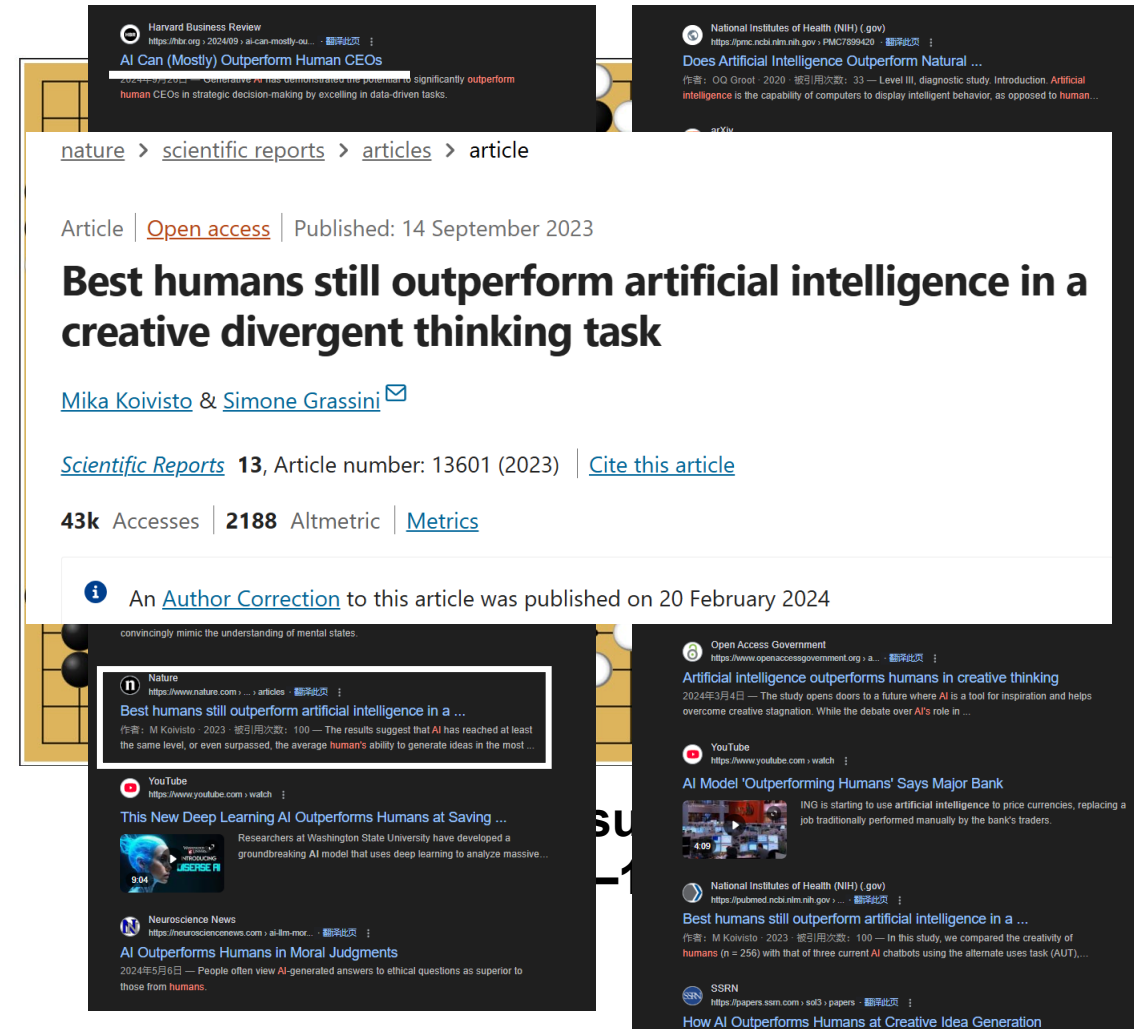 Harvard Business Review
https://hbr.org › 2024/09 › ai-can-mostly-ou... · 翻译此页
AI Can (Mostly) Outperform Human CEOs
2024年9月26日 — Generative AI has demonstrated the potential to significantly outperform
human CEOs in strategic decision-making by excelling in data-driven tasks.
National Institutes of Health (NIH) (.gov)
https://pmc.ncbi.nlm.nih.gov › PMC7899420 · 翻译此页
Does Artificial Intelligence Outperform Natural ...
作者：OQ Groot · 2020 · 被引用次数：33 — Level III, diagnostic study. Introduction. Artificial
intelligence is the capability of computers to display intelligent behavior, as opposed to human...
arXiv
nature > scientific reports > articles > article
Article | Open access | Published: 14 September 2023
Best humans still outperform artificial intelligence in a
creative divergent thinking task
Mika Koivisto & Simone Grassini
Scientific Reports 13, Article number: 13601 (2023) | Cite this article
43k Accesses | 2188 Altmetric | Metrics
An Author Correction to this article was published on 20 February 2024
convincingly mimic the understanding of mental states.
Nature
https://www.nature.com › ... › articles · 翻译此页
Best humans still outperform artificial intelligence in a ...
作者：M Koivisto · 2023 · 被引用次数：100 — The results suggest that AI has reached at least
the same level, or even surpassed, the average human's ability to generate ideas in the most ...
YouTube
https://www.youtube.com › watch
This New Deep Learning AI Outperforms Humans at Saving ...
Researchers at Washington State University have developed a
groundbreaking AI model that uses deep learning to analyze massive...
INTRODUCING
9:04
Neuroscience News
https://neurosciencenews.com › ai-llm-mor... · 翻译此页
AI Outperforms Humans in Moral Judgments
2024年5月6日 — People often view AI-generated answers to ethical questions as superior to
those from humans.
su
–1
Open Access Government
https://www.openaccessgovernment.org › a... · 翻译此页
Artificial intelligence outperforms humans in creative thinking
2024年3月4日 — The study opens doors to a future where AI is a tool for inspiration and helps
overcome creative stagnation. While the debate over AI's role in ...
YouTube
https://www.youtube.com › watch
AI Model 'Outperforming Humans' Says Major Bank
ING is starting to use artificial intelligence to price currencies, replacing a
job traditionally performed manually by the bank's traders.
4:09
National Institutes of Health (NIH) (.gov)
https://pubmed.ncbi.nlm.nih.gov › ... · 翻译此页
Best humans still outperform artificial intelligence in a ...
作者：M Koivisto · 2023 · 被引用次数：100 — In this study, we compared the creativity of
humans (n = 256) with that of three current AI chatbots using the alternate uses task (AUT),...
SSRN
https://papers.ssrn.com › sol3 › papers · 翻译此页
How AI Outperforms Humans at Creative Idea Generation